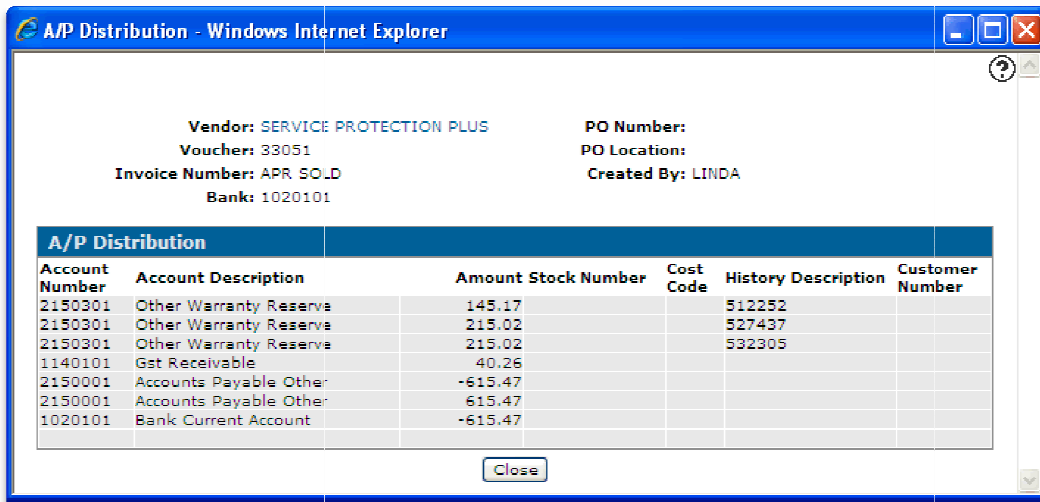 A/P Distribution - Windows Internet Explorer
?
Vendor: SERVICE PROTECTION PLUS PO Number:
Voucher: 33051 PO Location:
Invoice Number: APR SOLD Created By: LINDA
Bank: 1020101
A/P Distribution
Account Number Account Description Amount Stock Number Cost Code History Description Customer Number
2150301 Other Warranty Reserve 145.17 512252
2150301 Other Warranty Reserve 215.02 527437
2150301 Other Warranty Reserve 215.02 532305
1140101 Gst Receivable 40.26
2150001 Accounts Payable Other -615.47
2150001 Accounts Payable Other 615.47
1020101 Bank Current Account -615.47
Close